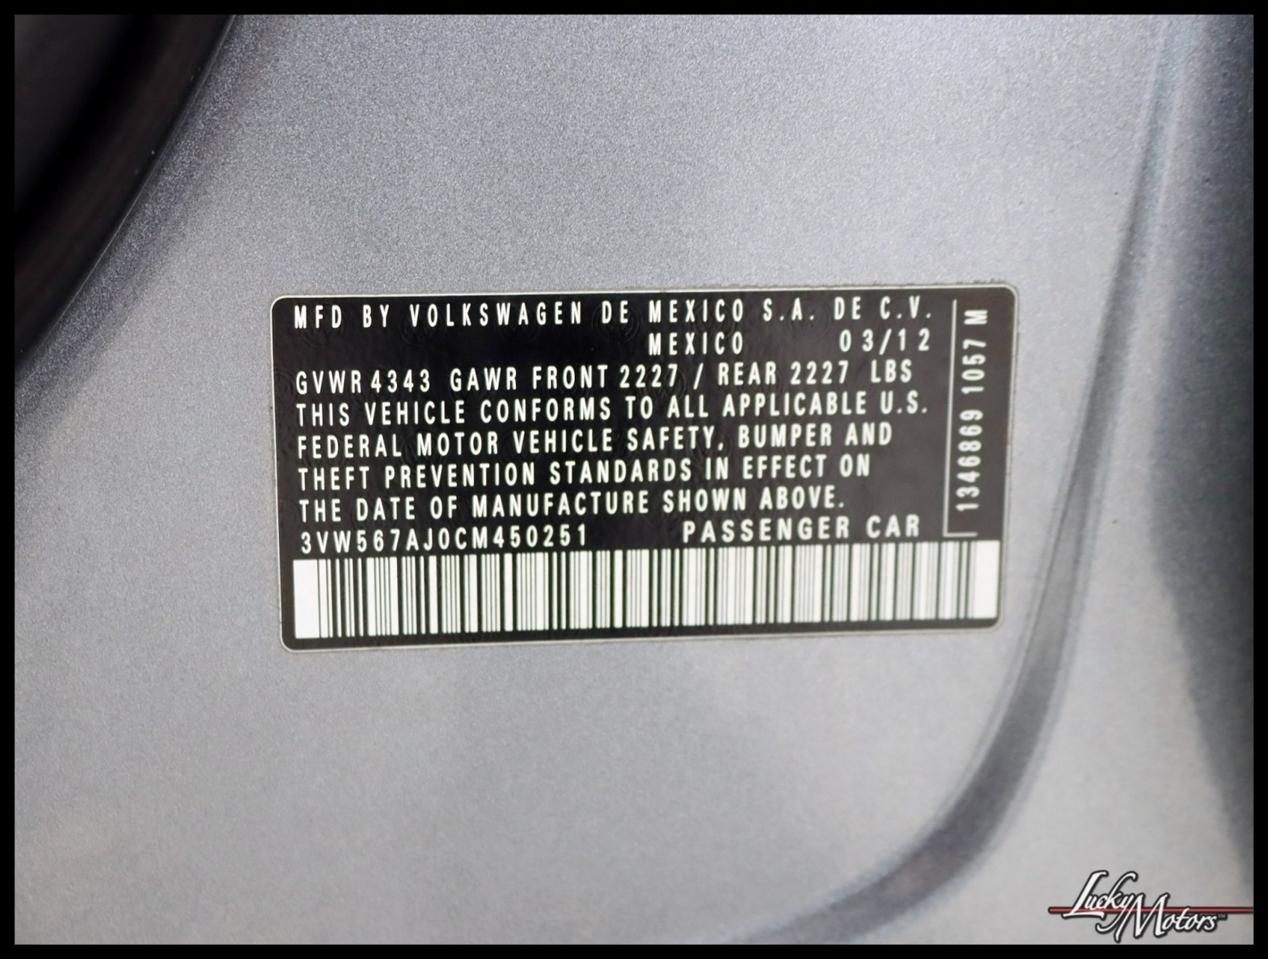 MFD BY VOLKSWAGEN DE MEXICO S.A. DE C.V.
MEXICO 03/12
GVWR 4343 GAWR FRONT 2227 / REAR 2227 LBS
THIS VEHICLE CONFORMS TO ALL APPLICABLE U.S.
FEDERAL MOTOR VEHICLE SAFETY, BUMPER AND
THEFT PREVENTION STANDARDS IN EFFECT ON
THE DATE OF MANUFACTURE SHOWN ABOVE.
3VW567AJ0CM450251 PASSENGER CAR
1346869 1057 M
Lucky Motors